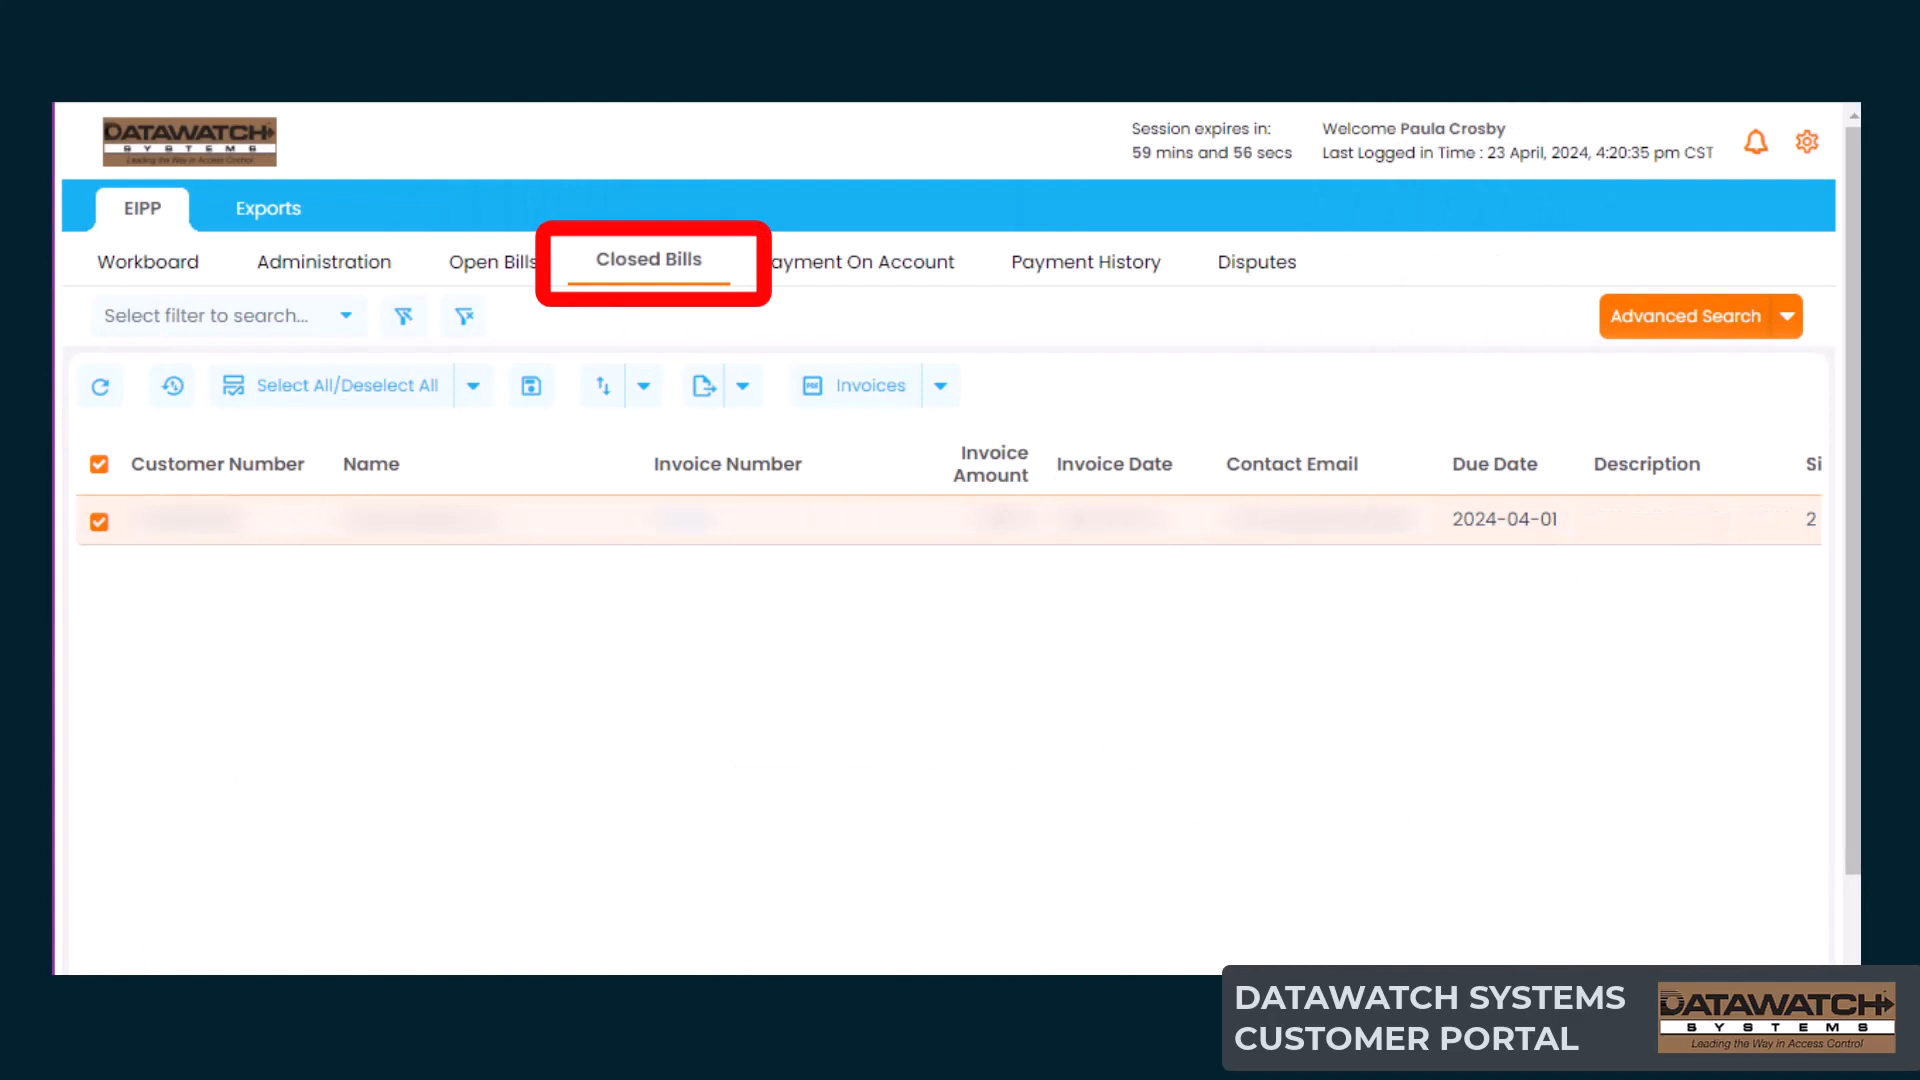 DATAWATCH
SYSTEMS
Leading the Way in Access Control
Session expires in:
59 mins and 56 secs
Welcome Paula Crosby
Last Logged in Time : 23 April, 2024, 4:20:35 pm CST
EIPP
Exports
Workboard
Administration
Open Bills
Closed Bills
ayment On Account
Payment History
Disputes
Select filter to search...
Advanced Search
Select All/Deselect All
PDF
Invoices
Customer Number
Name
Invoice Number
Invoice
Amount
Invoice Date
Contact Email
Due Date
Description
Si
2024-04-01
2
DATAWATCH SYSTEMS
CUSTOMER PORTAL
DATAWATCH
SYSTEMS
Leading the Way in Access Control